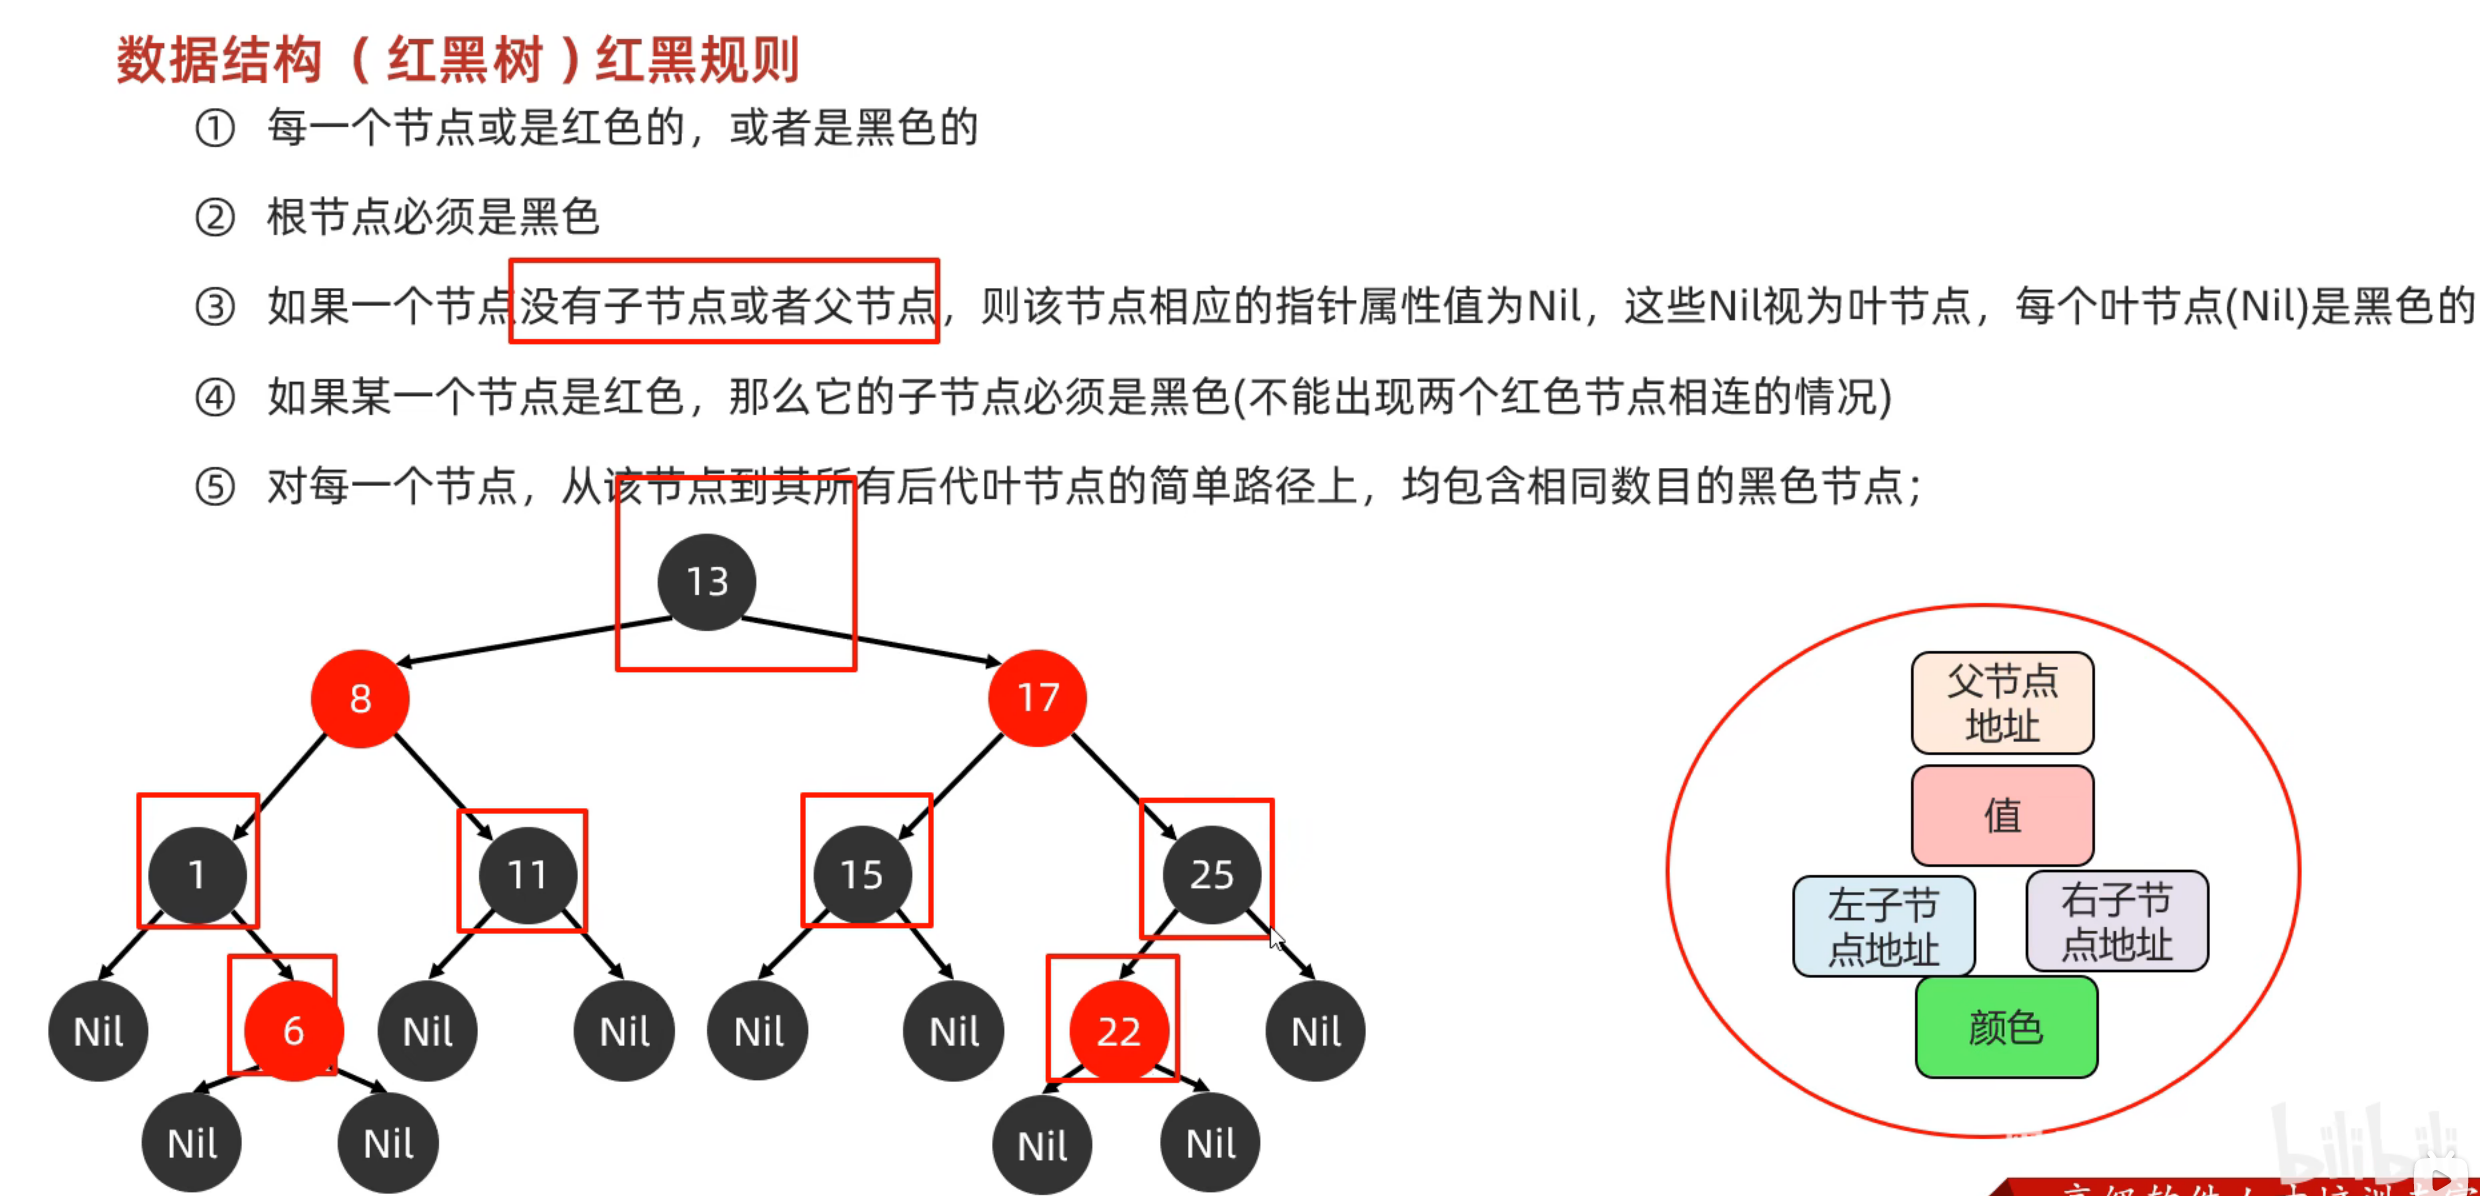 数据结构（红黑树）红黑规则
① 每一个节点或是红色的，或者是黑色的
② 根节点必须是黑色
③ 如果一个节点没有子节点或者父节点，则该节点相应的指针属性值为Nil，这些Nil视为叶节点，每个叶节点(Nil)是黑色的
④ 如果某一个节点是红色，那么它的子节点必须是黑色(不能出现两个红色节点相连的情况)
⑤ 对每一个节点，从该节点到其所有后代叶节点的简单路径上，均包含相同数目的黑色节点；
13
8
17
1
11
15
25
Nil
6
Nil
Nil
Nil
Nil
22
Nil
Nil
Nil
Nil
Nil
父节点
地址
值
左子节
点地址
右子节
点地址
颜色
bilibili